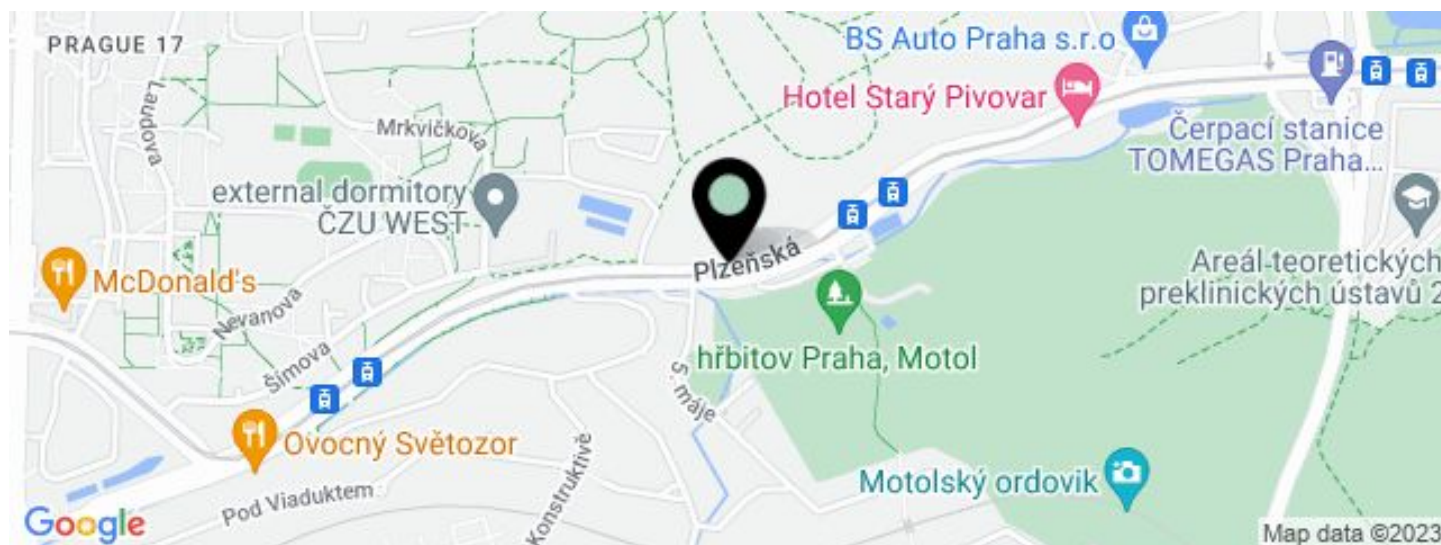 PRAGUE 17
BS Auto Praha s.r.o
Laudova
Hotel Starý Pivovar
Mrkvičkova
Čerpací stanice
TOMEGAS Praha...
external dormitory
ČZU WEST
Plzeňská
McDonald's
Areál teoretických
preklinických ústavů 2
Nevanova
Šímova
hřbitov Praha, Motol
5. máje
Ovocný Světozor
Konstruktivě
Motolský ordovik
Pod Viaduktem
Google
Map data ©2023